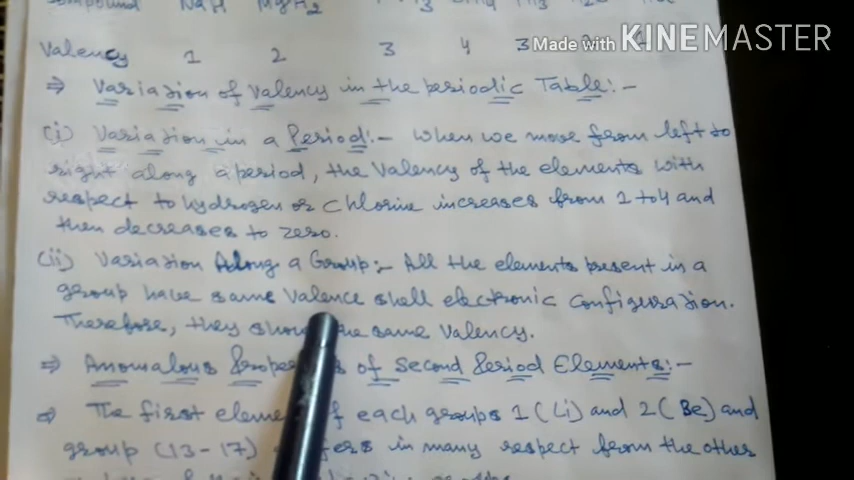 Compound NaH MgH2
Valency 1 2 3 4 3
Made with KINEMASTER
⇒ Variation of Valency in the periodic Table:-
(i) Variation in a Period:- When we move from left to
right along a period, the Valency of the elements with
respect to hydrogen or Chlorine increases from 1 to 4 and
then decreases to zero.
(ii) Variation Along a Group:- All the elements present in a
group have same Valence shell electronic configuration.
Therefore, they show the same Valency.
⇒ Anomalous of Second Period Elements:-
⇒ The first of each groups 1 (Li) and 2 (Be) and
group (13-17) in many respect from the other